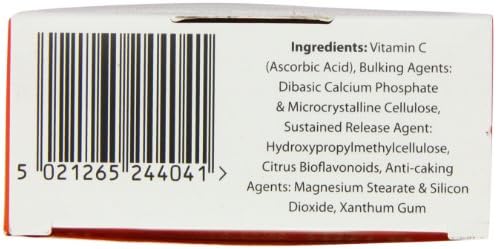 Ingredients: Vitamin C
(Ascorbic Acid), Bulking Agents:
Dibasic Calcium Phosphate
& Microcrystalline Cellulose,
Sustained Release Agent:
Hydroxypropylmethylcellulose,
Citrus Bioflavonoids, Anti-caking
Agents: Magnesium Stearate & Silicon
Dioxide, Xanthum Gum
5 021265 244041 >